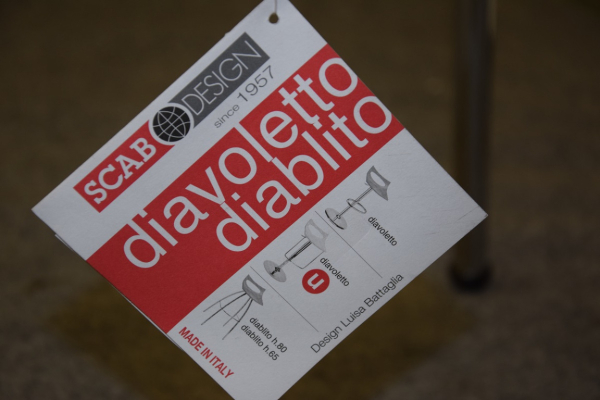 SCAB DESIGN
since 1957
diavoletto
diablito
diavoletto
diavoletto
u
diablito h.80
diablito h.65
Design Luisa Battaglia
MADE IN ITALY